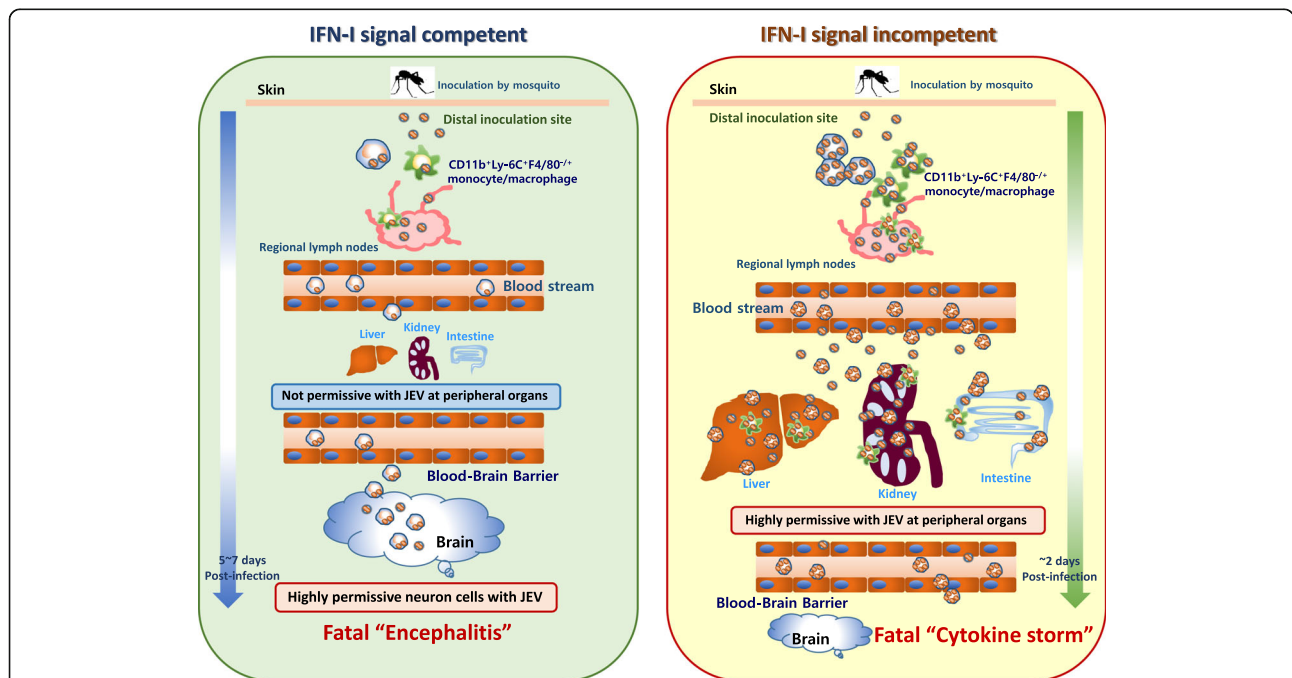 IFN-I signal competent
Skin
Inoculation by mosquito
Distal inoculation site
CD11b⁺Ly-6C⁺F4/80⁻/⁺
monocyte/macrophage
Regional lymph nodes
Blood stream
Liver
Kidney
Intestine
Not permissive with JEV at peripheral organs
Blood-Brain Barrier
Brain
5~7 days
Post-infection
Highly permissive neuron cells with JEV
Fatal “Encephalitis”
IFN-I signal incompetent
Skin
Inoculation by mosquito
Distal inoculation site
CD11b⁺Ly-6C⁺F4/80⁻/⁺
monocyte/macrophage
Regional lymph nodes
Blood stream
Liver
Kidney
Intestine
Highly permissive with JEV at peripheral organs
~2 days
Post-infection
Blood-Brain Barrier
Brain
Fatal “Cytokine storm”